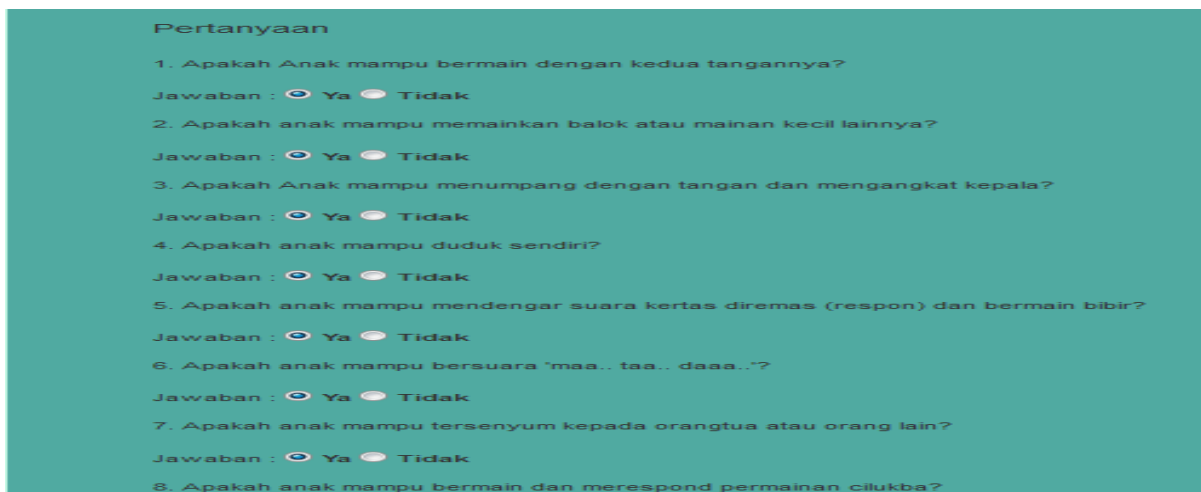 Pertanyaan
1. Apakah Anak mampu bermain dengan kedua tangannya?
Jawaban : Ya Tidak
2. Apakah anak mampu memainkan balok atau mainan kecil lainnya?
Jawaban : Ya Tidak
3. Apakah Anak mampu menumpang dengan tangan dan mengangkat kepala?
Jawaban : Ya Tidak
4. Apakah anak mampu duduk sendiri?
Jawaban : Ya Tidak
5. Apakah anak mampu mendengar suara kertas diremas (respon) dan bermain bibir?
Jawaban : Ya Tidak
6. Apakah anak mampu bersuara "maa.. taa.. daaa.."?
Jawaban : Ya Tidak
7. Apakah anak mampu tersenyum kepada orangtua atau orang lain?
Jawaban : Ya Tidak
8. Apakah anak mampu bermain dan merespond permainan cilukba?